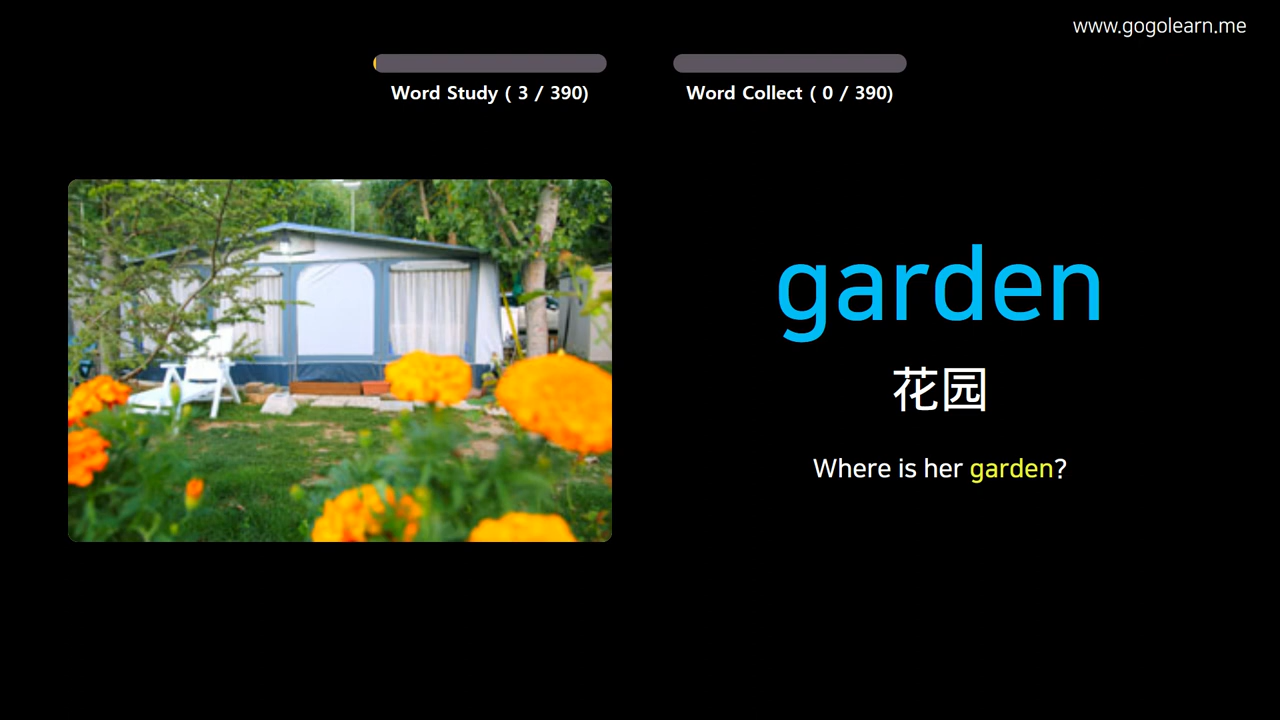 www.gogolearn.me
Word Study ( 3 / 390)
Word Collect ( 0 / 390)
garden
花园
Where is her garden?